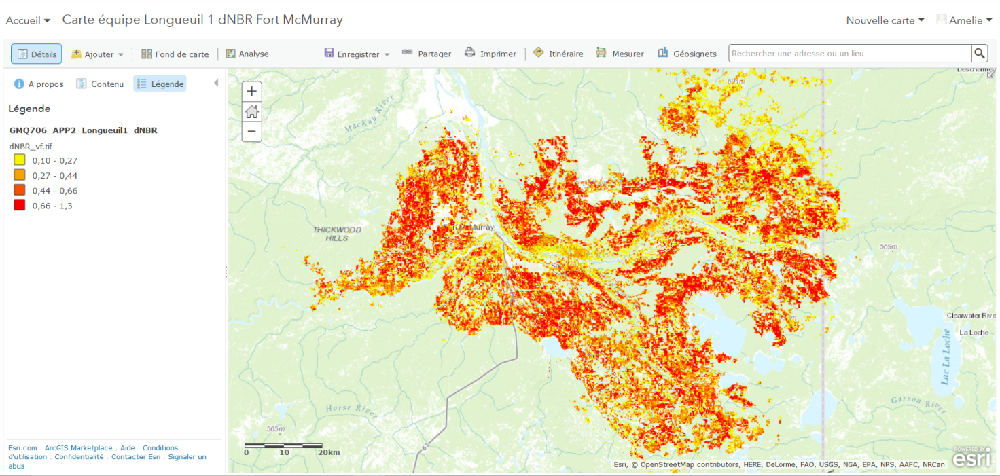 Accueil Carte équipe Longueuil 1 dNBR Fort McMurray Nouvelle carte Amelie
Détails Ajouter Fond de carte Analyse Enregistrer Partager Imprimer Itinéraire Mesurer Géosignets Rechercher une adresse ou un lieu
A propos Contenu Légende
Légende
GMQ706_APP2_Longueuil1_dNBR
dNBR_vf.tif
0,10 - 0,27
0,27 - 0,44
0,44 - 0,66
0,66 - 1,3
Esri.com . ArcGIS Marketplace . Aide . Conditions
d'utilisation . Confidentialité . Contacter Esri . Signaler un
abus
+
−
691m
MacKay River
THICKWOOD
HILLS
Murray
569m
Clearwater Rive
La Loche
Lac La Loche
Horse River
Garson River
565m
63
0 10 20km
Esri, © OpenStreetMap contributors, HERE, DeLorme, FAO, USGS, NGA, EPA, NPS, AAFC, NRCan
POWERED BY
esri